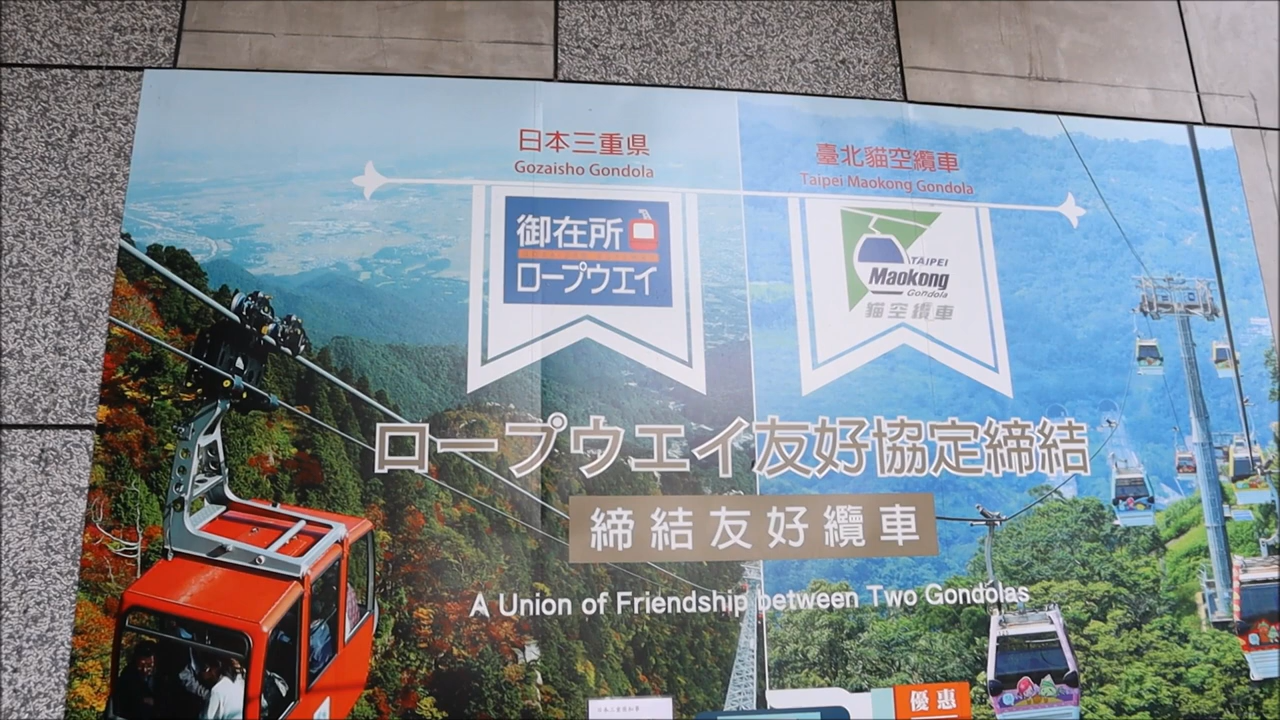 日本三重県
Gozaisho Gondola
臺北貓空纜車
Taipei Maokong Gondola
御在所
ロープウエイ
TAIPEI
Maokong
Gondola
貓空纜車
ロープウエイ友好協定締結
締結友好纜車
A Union of Friendship between Two Gondolas
優惠